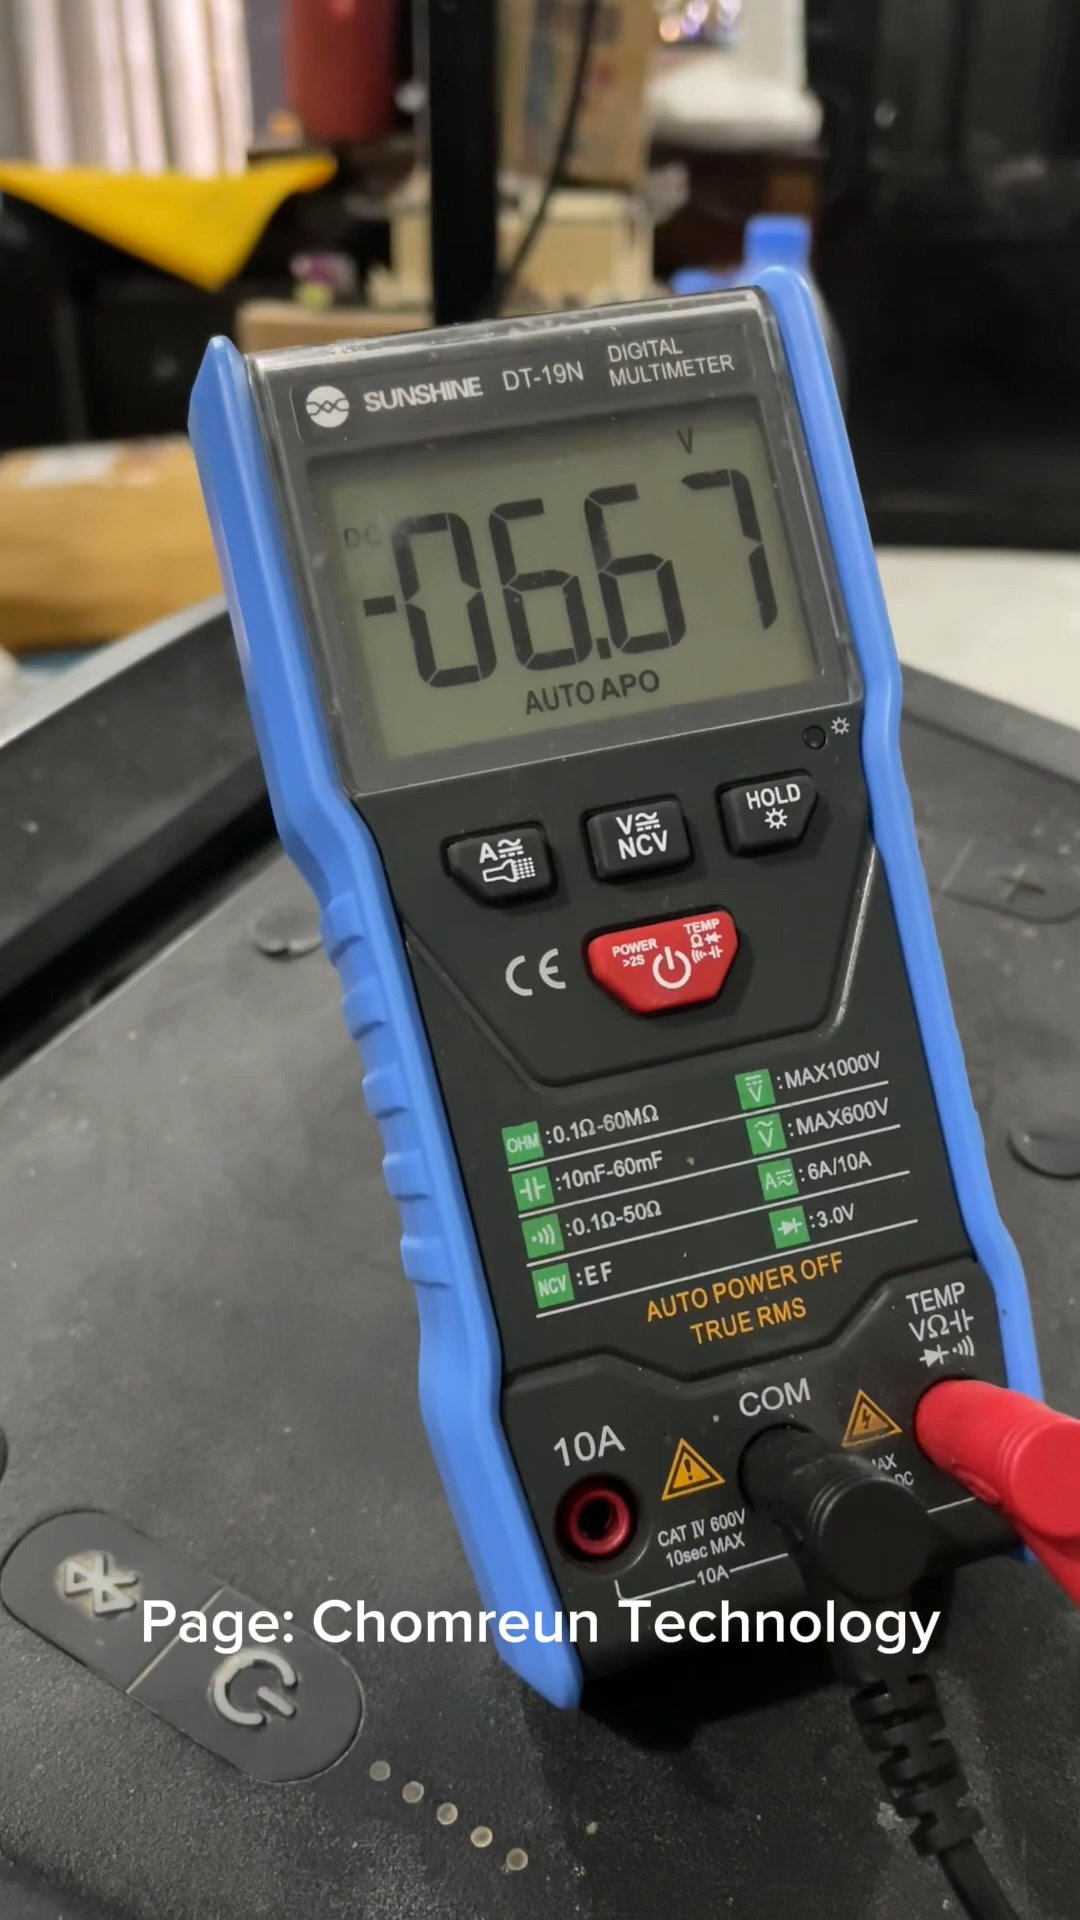 SUNSHINE DT-19N DIGITAL MULTIMETER
V
DC
-06.67
AUTO APO
A
V
NCV
HOLD
POWER >2S
TEMP
Ω
CE
OHM :0.1Ω-60MΩ
V :MAX1000V
:10nF-60mF
V :MAX600V
:0.1Ω-50Ω
A :6A/10A
NCV :EF
:3.0V
AUTO POWER OFF
TRUE RMS
TEMP
VΩ
COM
10A
CAT IV 600V
10sec MAX
10A
Page: Chomreun Technology